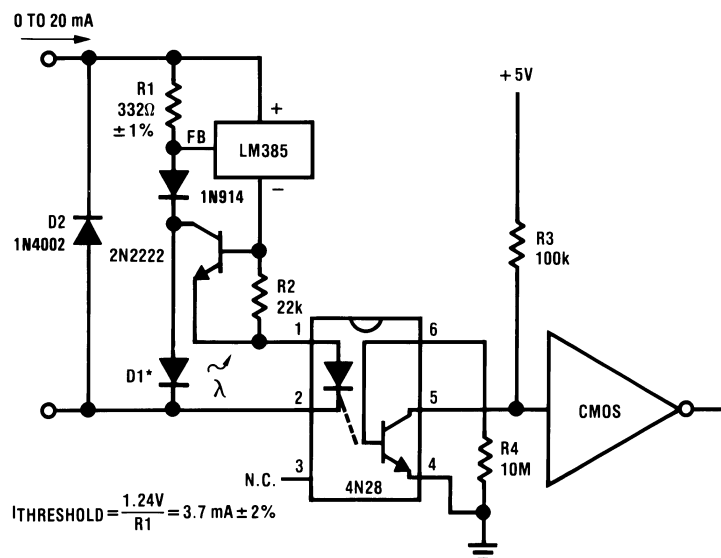 0 TO 20 mA
R1
332Ω
±1%
FB
+
LM385
−
+5V
1N914
D2
1N4002
2N2222
R2
22k
R3
100k
D1*
λ
1
2
3
N.C.
4N28
6
5
4
R4
10M
CMOS
ITHRESHOLD = 1.24V / R1 = 3.7 mA ± 2%